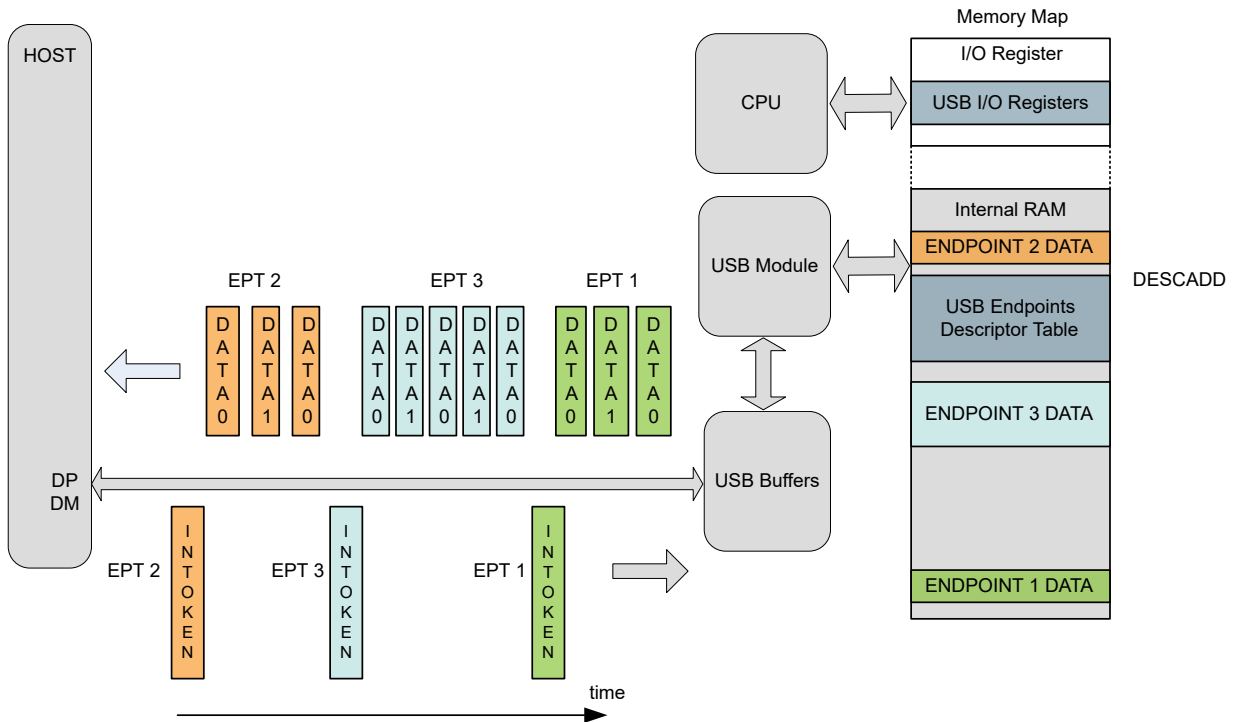 Memory Map
HOST
I/O Register
CPU
USB I/O Registers
Internal RAM
ENDPOINT 2 DATA
USB Module
DESCADD
EPT 2
EPT 3
EPT 1
USB Endpoints
Descriptor Table
DATA0
DATA1
DATA0
DATA0
DATA1
DATA0
DATA1
DATA0
DATA0
DATA1
DATA0
ENDPOINT 3 DATA
DP
DM
USB Buffers
EPT 2
INTOKEN
EPT 3
INTOKEN
EPT 1
INTOKEN
ENDPOINT 1 DATA
time